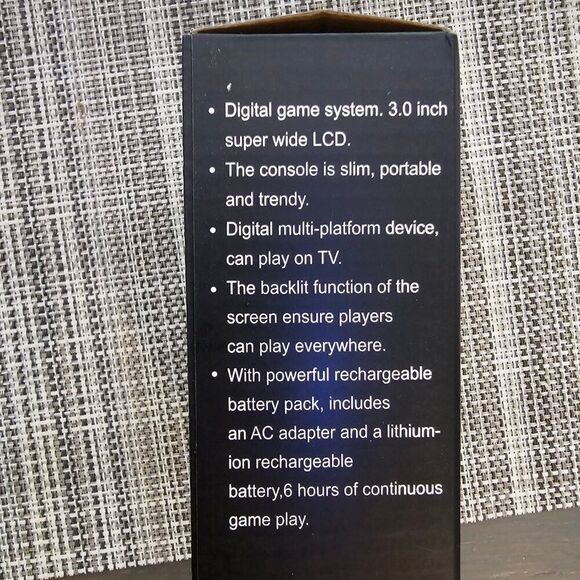 • Digital game system. 3.0 inch
super wide LCD.
• The console is slim, portable
and trendy.
• Digital multi-platform device,
can play on TV.
• The backlit function of the
screen ensure players
can play everywhere.
• With powerful rechargeable
battery pack, includes
an AC adapter and a lithium-
ion rechargeable
battery,6 hours of continuous
game play.